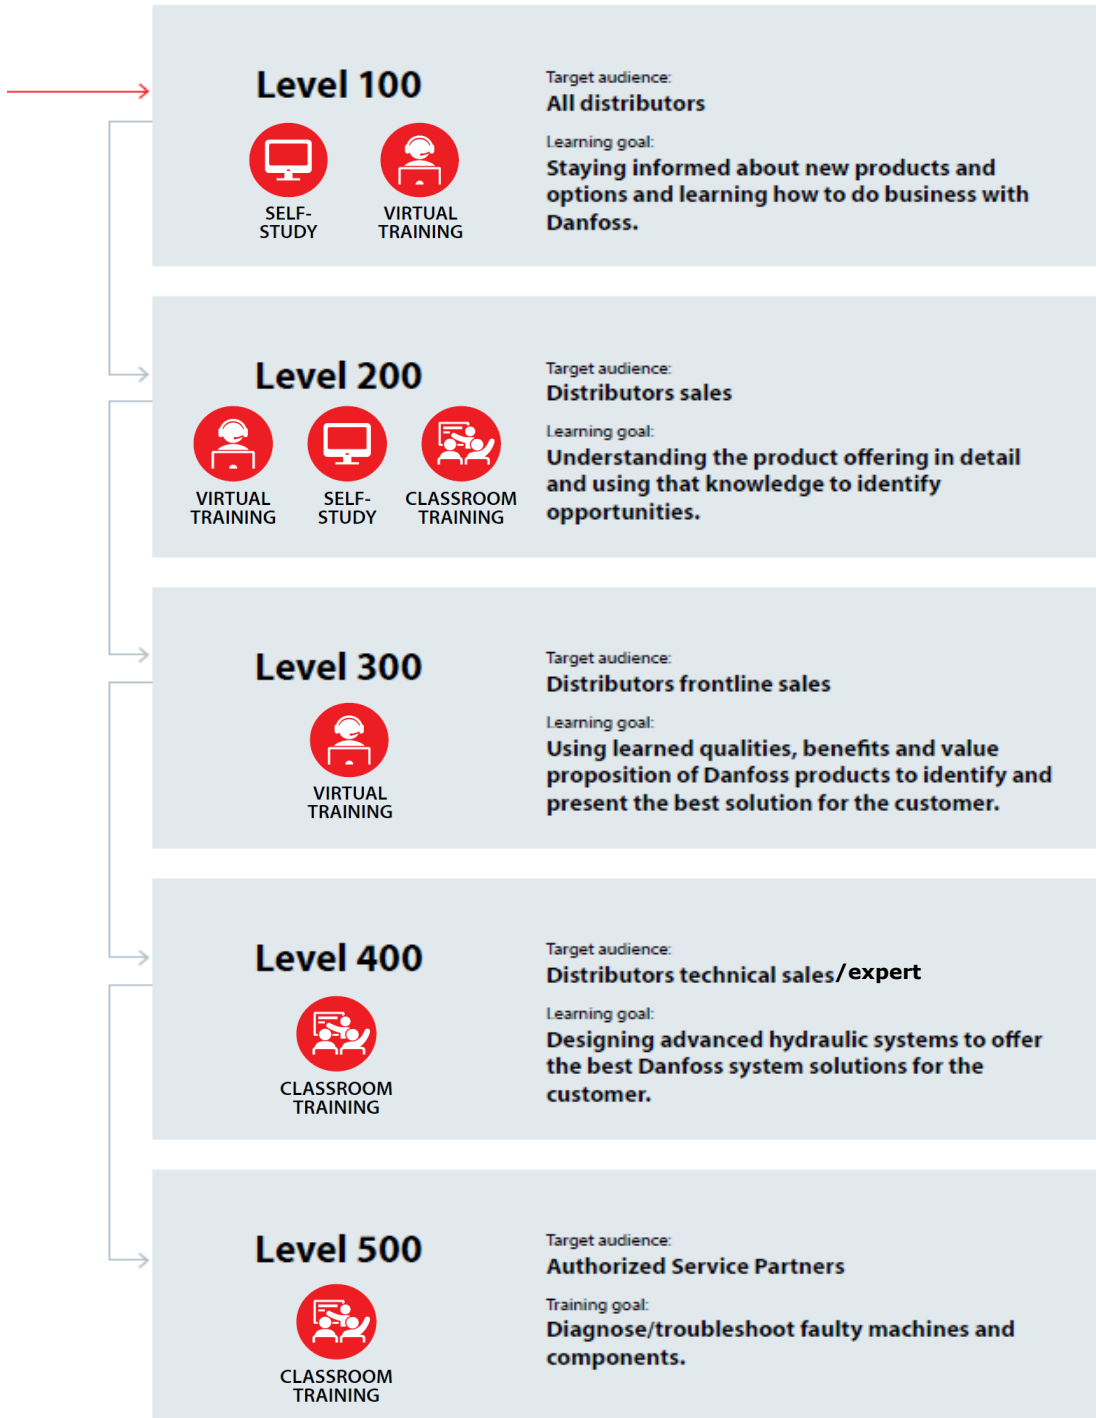 Level 100
SELF-
STUDY
VIRTUAL
TRAINING
Target audience:
All distributors
Learning goal:
Staying informed about new products and
options and learning how to do business with
Danfoss.
Level 200
VIRTUAL
TRAINING
SELF-
STUDY
CLASSROOM
TRAINING
Target audience:
Distributors sales
Learning goal:
Understanding the product offering in detail
and using that knowledge to identify
opportunities.
Level 300
VIRTUAL
TRAINING
Target audience:
Distributors frontline sales
Learning goal:
Using learned qualities, benefits and value
proposition of Danfoss products to identify and
present the best solution for the customer.
Level 400
CLASSROOM
TRAINING
Target audience:
Distributors technical sales/expert
Learning goal:
Designing advanced hydraulic systems to offer
the best Danfoss system solutions for the
customer.
Level 500
CLASSROOM
TRAINING
Target audience:
Authorized Service Partners
Training goal:
Diagnose/troubleshoot faulty machines and
components.